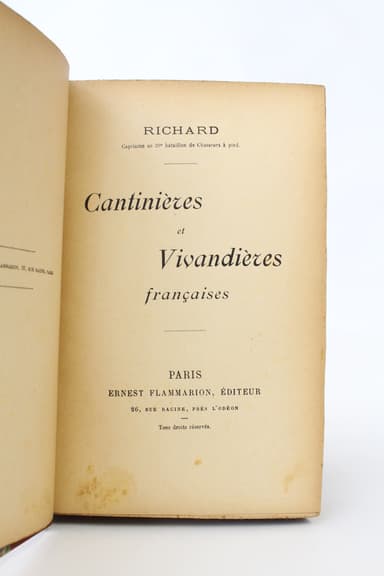 RICHARD
Capitaine au 20e bataillon de Chasseurs à pied.
Cantinières
et
Vivandières
françaises
PARIS
ERNEST FLAMMARION, ÉDITEUR
26, RUE RACINE, PRÈS L'ODÉON
Tous droits réservés.